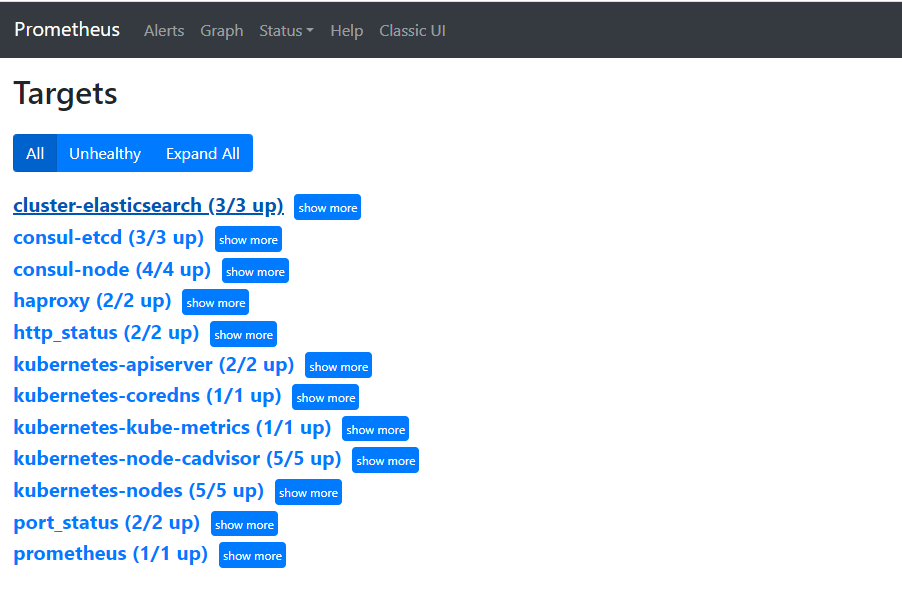 Prometheus Alerts Graph Status Help Classic UI
Targets
All Unhealthy Expand All
cluster-elasticsearch (3/3 up) show more
consul-etcd (3/3 up) show more
consul-node (4/4 up) show more
haproxy (2/2 up) show more
http_status (2/2 up) show more
kubernetes-apiserver (2/2 up) show more
kubernetes-coredns (1/1 up) show more
kubernetes-kube-metrics (1/1 up) show more
kubernetes-node-cadvisor (5/5 up) show more
kubernetes-nodes (5/5 up) show more
port_status (2/2 up) show more
prometheus (1/1 up) show more